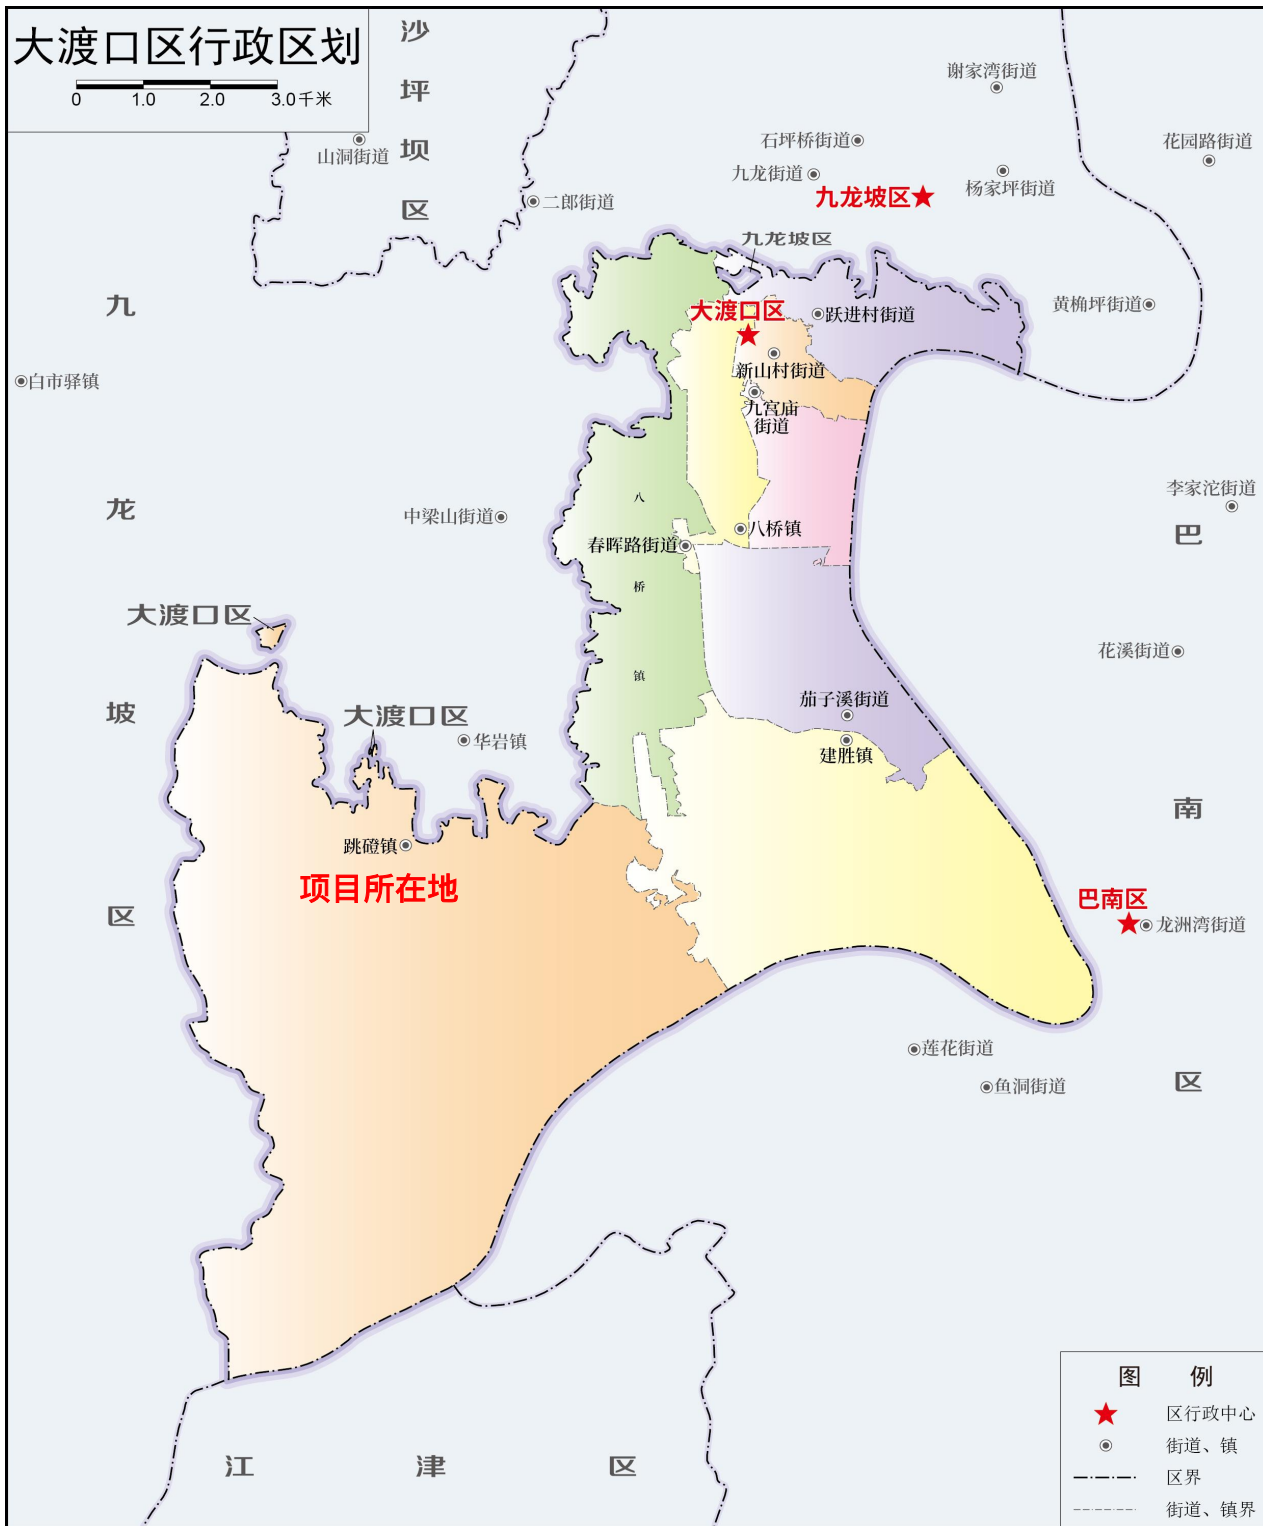 大渡口区行政区划
0 1.0 2.0 3.0千米
沙
坪
坝
区
山洞街道
二郎街道
谢家湾街道
石坪桥街道
九龙街道
杨家坪街道
花园路街道
九龙坡区
九龙坡区
大渡口区
跃进村街道
黄桷坪街道
新山村街道
九宫庙
街道
九
龙
坡
区
白市驿镇
中梁山街道
八
桥
镇
春晖路街道
八桥镇
李家沱街道
巴
南
区
花溪街道
大渡口区
大渡口区
华岩镇
茄子溪街道
建胜镇
跳磴镇
项目所在地
巴南区
龙洲湾街道
莲花街道
鱼洞街道
江 津 区
图 例
区行政中心
街道、镇
区界
街道、镇界